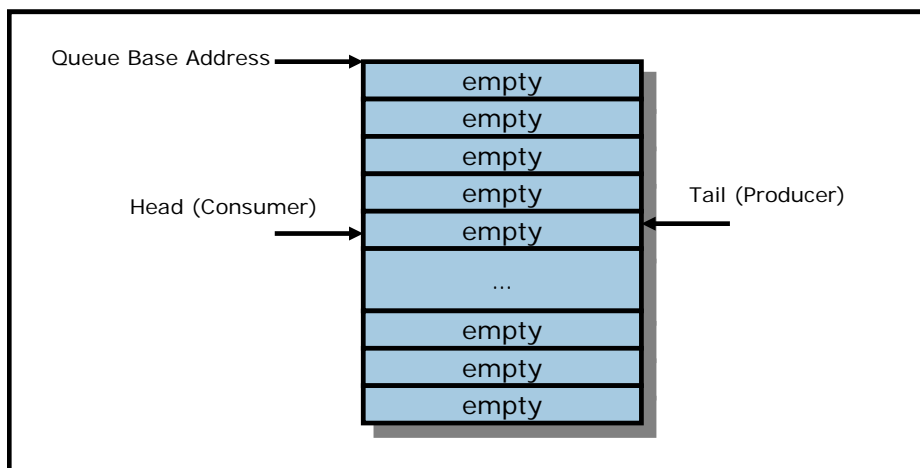 Queue Base Address
empty
empty
empty
empty
Head (Consumer)
Tail (Producer)
empty
...
empty
empty
empty